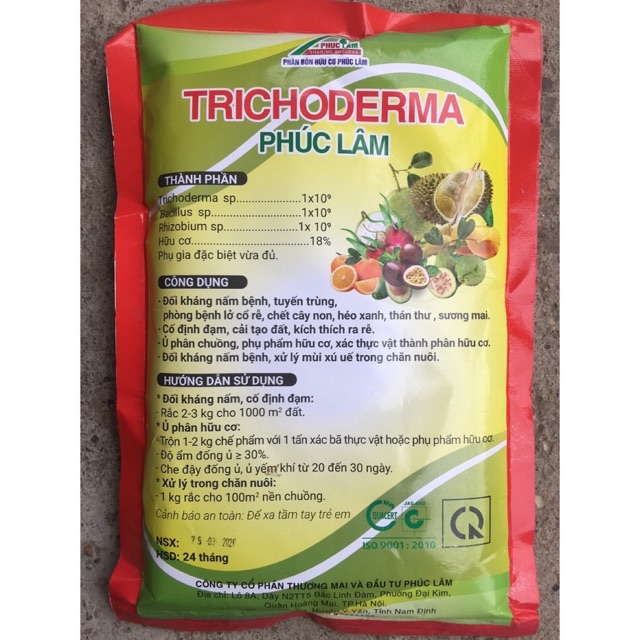 PHÚC LÂM
PHÂN BÓN HỮU CƠ PHÚC LÂM
TRICHODERMA
PHÚC LÂM
THÀNH PHẦN
Trichoderma sp.....................1x10⁹
Bacillus sp...........................1x10⁹
Rhizobium sp......................1x 10⁹
Hữu cơ..................................18%
Phụ gia đặc biệt vừa đủ.
CÔNG DỤNG
- Đối kháng nấm bệnh, tuyến trùng,
phòng bệnh lở cổ rễ, chết cây non, héo xanh, thán thư , sương mai.
- Cố định đạm, cải tạo đất, kích thích ra rễ.
- Ủ phân chuồng, phụ phẩm hữu cơ, xác thực vật thành phân hữu cơ.
- Đối kháng nấm bệnh, xử lý mùi xú uế trong chăn nuôi.
HƯỚNG DẪN SỬ DỤNG
* Đối kháng nấm, cố định đạm:
- Rắc 2-3 kg cho 1000 m² đất.
* Ủ phân hữu cơ:
- Trộn 1-2 kg chế phẩm với 1 tấn xác bã thực vật hoặc phụ phẩm hữu cơ.
- Độ ẩm đống ủ ≥ 30%.
- Che đậy đống ủ, ủ yếm khí từ 20 đến 30 ngày.
* Xử lý trong chăn nuôi:
- 1 kg rắc cho 100m² nền chuồng.
Cảnh báo an toàn: Để xa tầm tay trẻ em
QUACERT
JAS-ANZ
ISO 9001 : 2010
NSX:
HSD: 24 tháng
CÔNG TY CỔ PHẦN THƯƠNG MẠI VÀ ĐẦU TƯ PHÚC LÂM
Địa chỉ: Lô 8A, Dãy N2TT5 Bắc Linh Đàm, Phường Đại Kim,
Quận Hoàng Mai, TP.Hà Nội.
Huyện Ý Yên, Tỉnh Nam Định